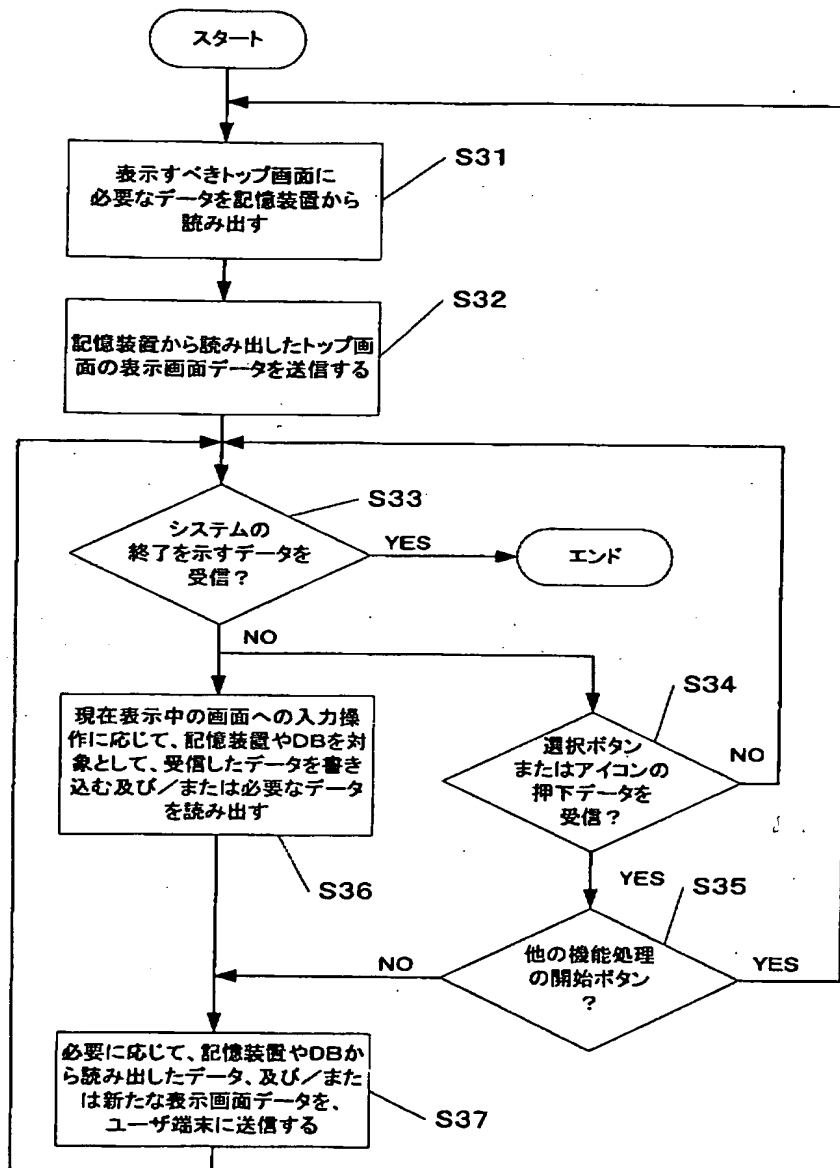 スタート
表示すべきトップ画面に
必要なデータを記憶装置から
読み出す
S31
記憶装置から読み出したトップ画
面の表示画面データを送信する
S32
システムの
終了を示すデータを
受信？
S33
YES
エンド
NO
現在表示中の画面への入力操
作に応じて、記憶装置やDBを対
象として、受信したデータを書き
込む及び／または必要なデータ
を読み出す
S36
選択ボタン
またはアイコンの
押下データを
受信？
S34
NO
YES
他の機能処理
の開始ボタン
？
S35
YES
NO
必要に応じて、記憶装置やDBか
ら読み出したデータ、及び／また
は新たな表示画面データを、
ユーザ端末に送信する
S37